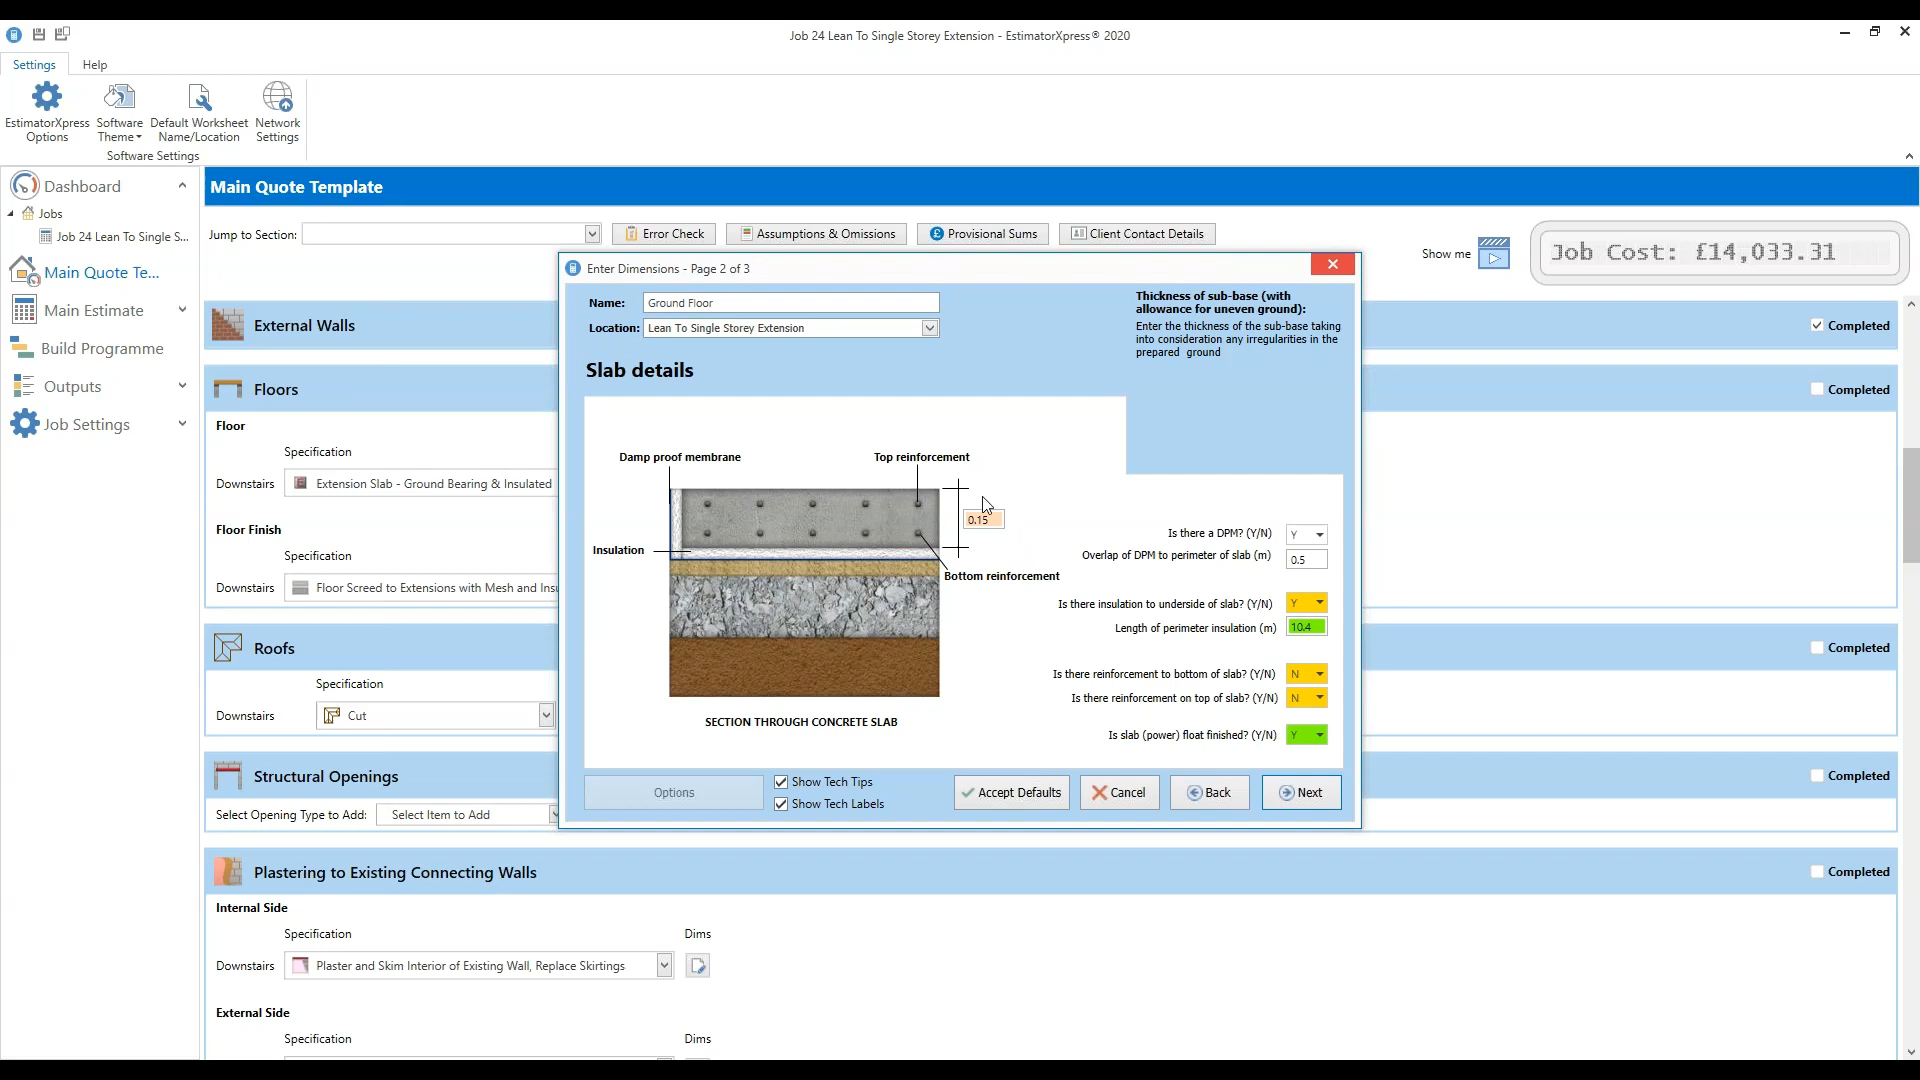 Job 24 Lean To Single Storey Extension - EstimatorXpress® 2020
Settings
Help
EstimatorXpress
Options
Software
Theme
Default Worksheet
Name/Location
Network
Settings
Software Settings
Dashboard
Jobs
Job 24 Lean To Single S...
Main Quote Te...
Main Estimate
Build Programme
Outputs
Job Settings
Main Quote Template
Jump to Section:
Error Check
Assumptions & Omissions
Provisional Sums
Client Contact Details
Show me
Job Cost: £14,033.31
External Walls
Completed
Floors
Completed
Floor
Specification
Downstairs
Extension Slab - Ground Bearing & Insulated
Floor Finish
Specification
Downstairs
Floor Screed to Extensions with Mesh and Insu
Roofs
Completed
Specification
Downstairs
Cut
Structural Openings
Completed
Select Opening Type to Add:
Select Item to Add
Plastering to Existing Connecting Walls
Completed
Internal Side
Specification
Dims
Downstairs
Plaster and Skim Interior of Existing Wall, Replace Skirtings
External Side
Specification
Dims
Enter Dimensions - Page 2 of 3
Name:
Ground Floor
Location:
Lean To Single Storey Extension
Thickness of sub-base (with
allowance for uneven ground):
Enter the thickness of the sub-base taking
into consideration any irregularities in the
prepared ground
Slab details
Damp proof membrane
Top reinforcement
0.15
Insulation
Bottom reinforcement
SECTION THROUGH CONCRETE SLAB
Is there a DPM? (Y/N)
Y
Overlap of DPM to perimeter of slab (m)
0.5
Is there insulation to underside of slab? (Y/N)
Y
Length of perimeter insulation (m)
10.4
Is there reinforcement to bottom of slab? (Y/N)
N
Is there reinforcement on top of slab? (Y/N)
N
Is slab (power) float finished? (Y/N)
Y
Options
Show Tech Tips
Show Tech Labels
Accept Defaults
Cancel
Back
Next